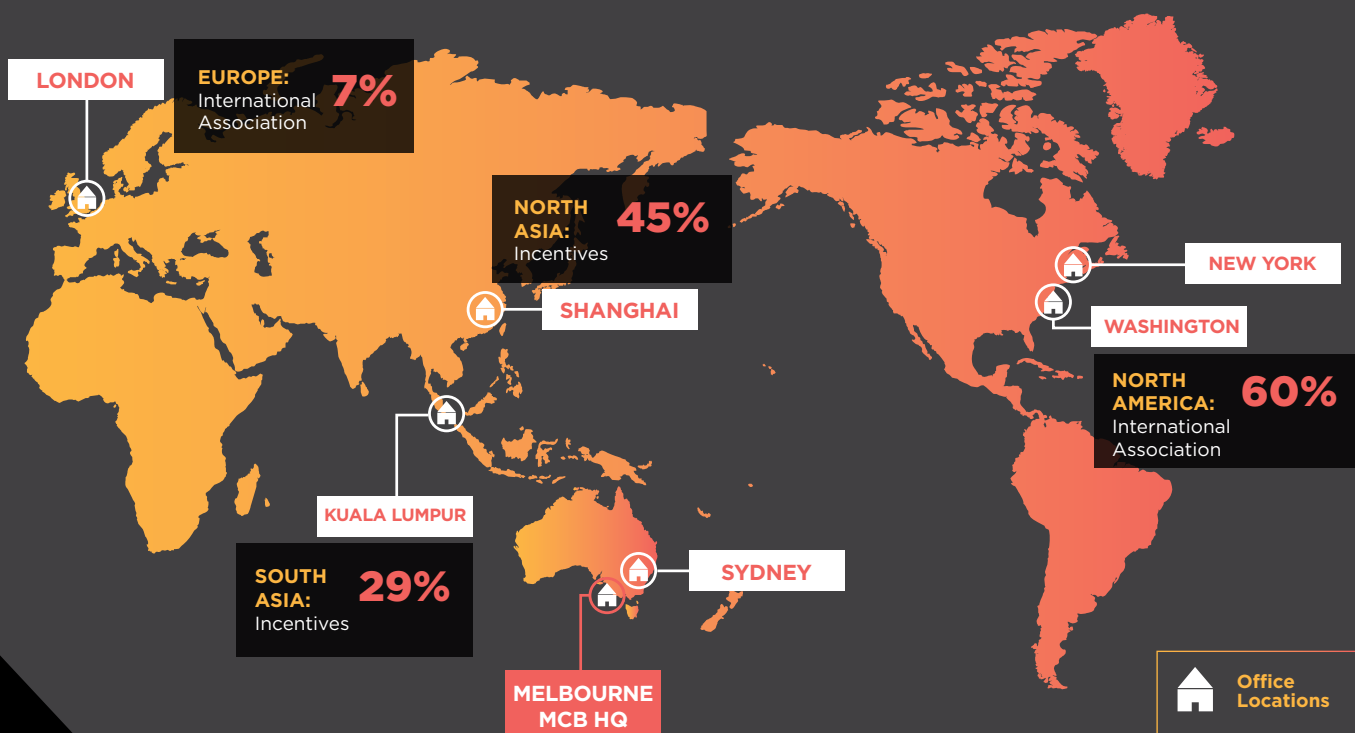 LONDON
EUROPE:
International
Association
7%
NORTH
ASIA:
Incentives
45%
SHANGHAI
NEW YORK
WASHINGTON
NORTH
AMERICA:
International
Association
60%
KUALA LUMPUR
SOUTH
ASIA:
Incentives
29%
SYDNEY
MELBOURNE
MCB HQ
Office
Locations